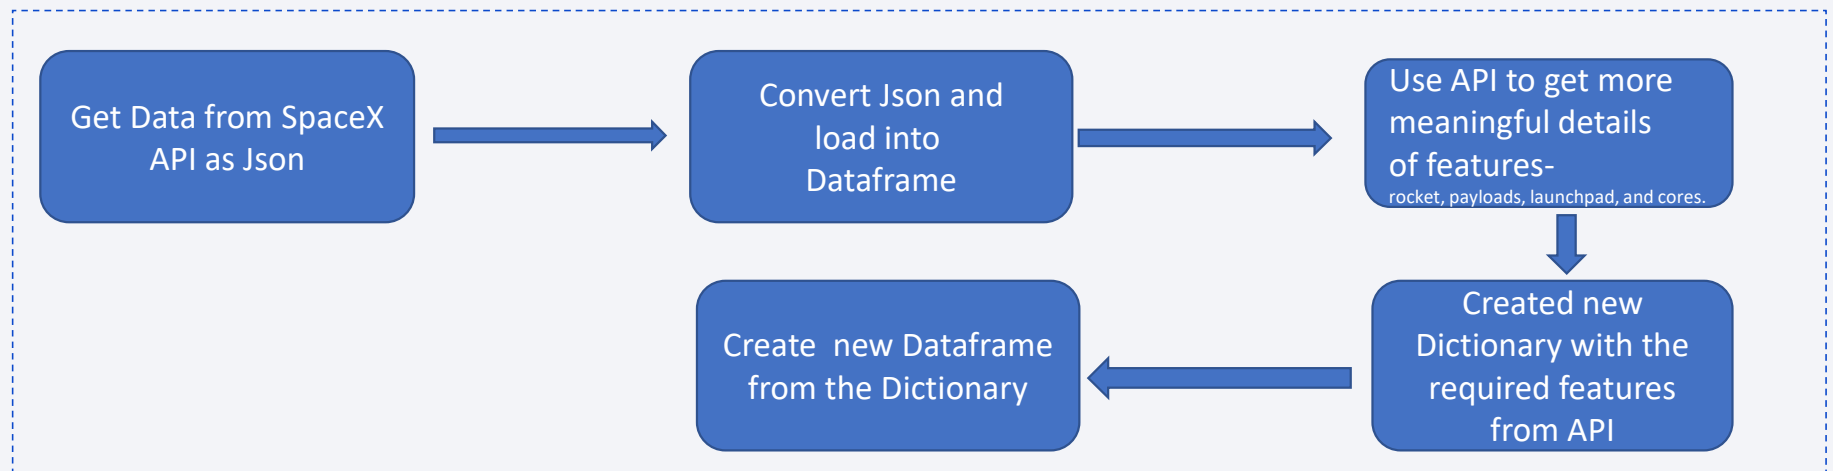 Get Data from SpaceX
API as Json
Convert Json and
load into
Dataframe
Use API to get more
meaningful details
of features-
rocket, payloads, launchpad, and cores.
Created new
Dictionary with the
required features
from API
Create  new Dataframe
from the Dictionary